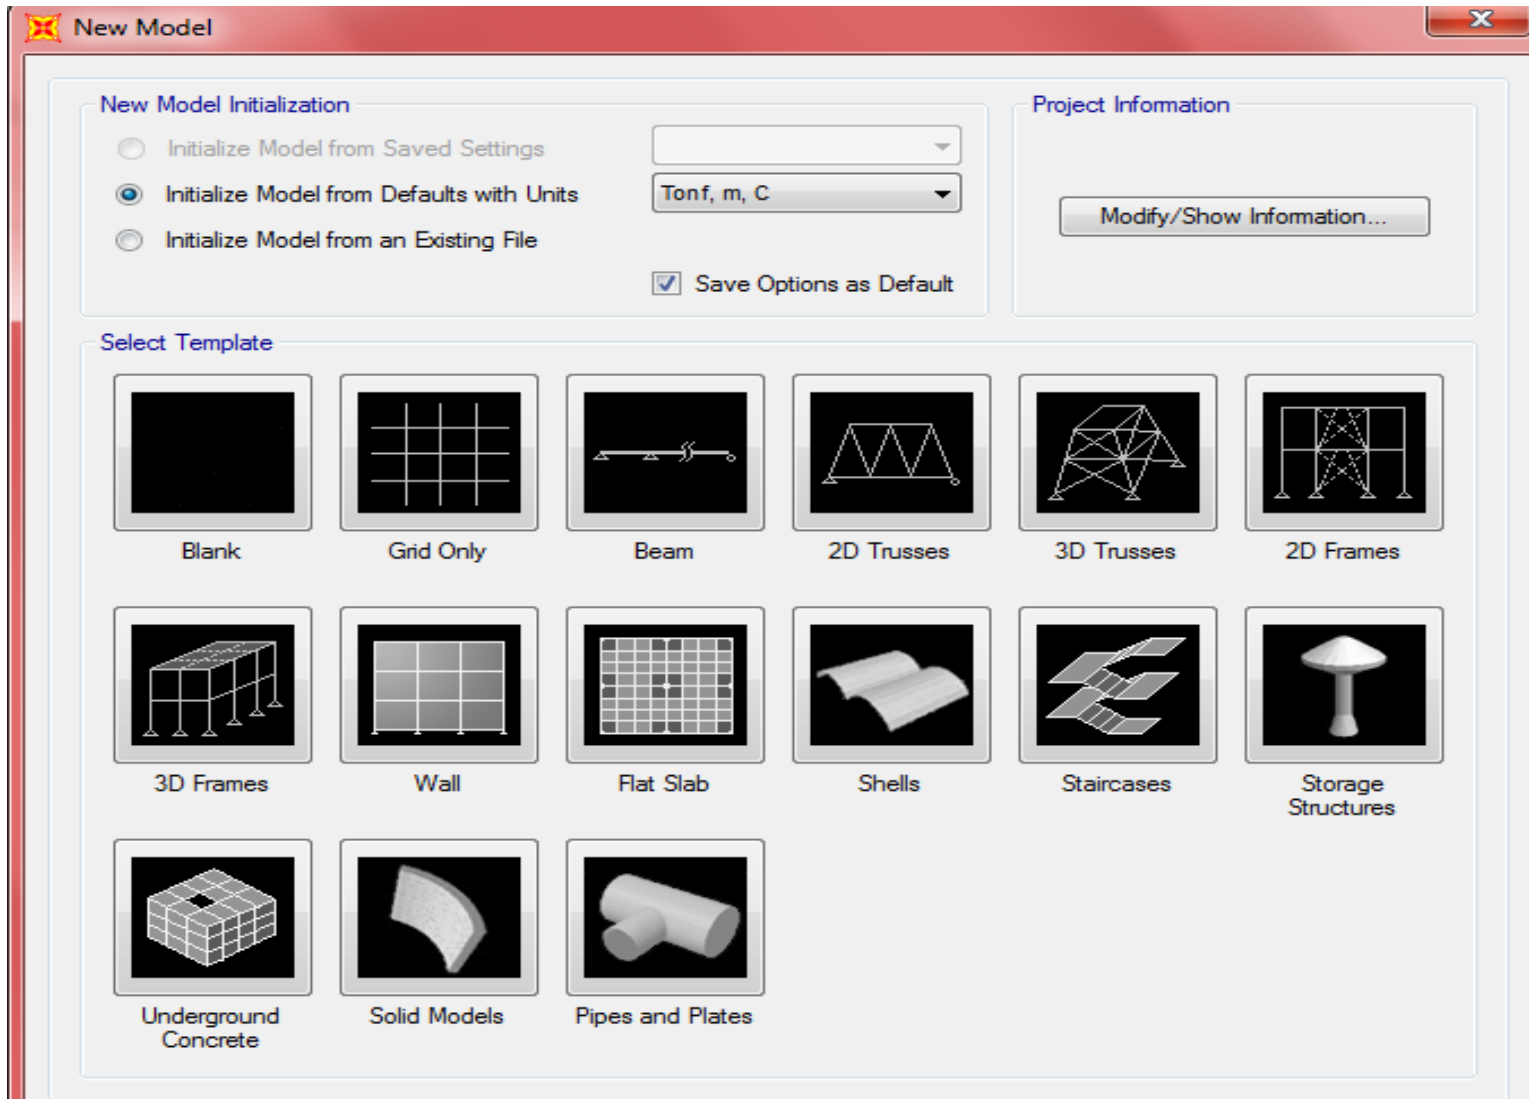 New Model
New Model Initialization
Project Information
Initialize Model from Saved Settings
Initialize Model from Defaults with Units
Tonf, m, C
Modify/Show Information...
Initialize Model from an Existing File
Save Options as Default
Select Template
Blank
Grid Only
Beam
2D Trusses
3D Trusses
2D Frames
3D Frames
Wall
Flat Slab
Shells
Staircases
Storage
Structures
Underground
Concrete
Solid Models
Pipes and Plates